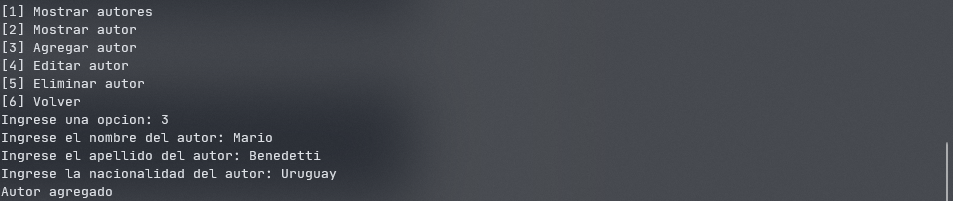 [1] Mostrar autores
[2] Mostrar autor
[3] Agregar autor
[4] Editar autor
[5] Eliminar autor
[6] Volver
Ingrese una opcion: 3
Ingrese el nombre del autor: Mario
Ingrese el apellido del autor: Benedetti
Ingrese la nacionalidad del autor: Uruguay
Autor agregado